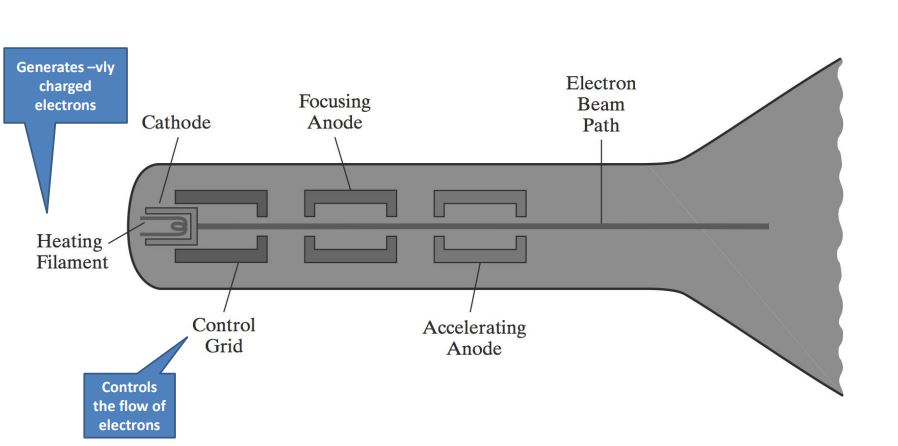 Generates –vly
charged
electrons
Cathode
Focusing
Anode
Electron
Beam
Path
Heating
Filament
Control
Grid
Accelerating
Anode
Controls
the flow of
electrons